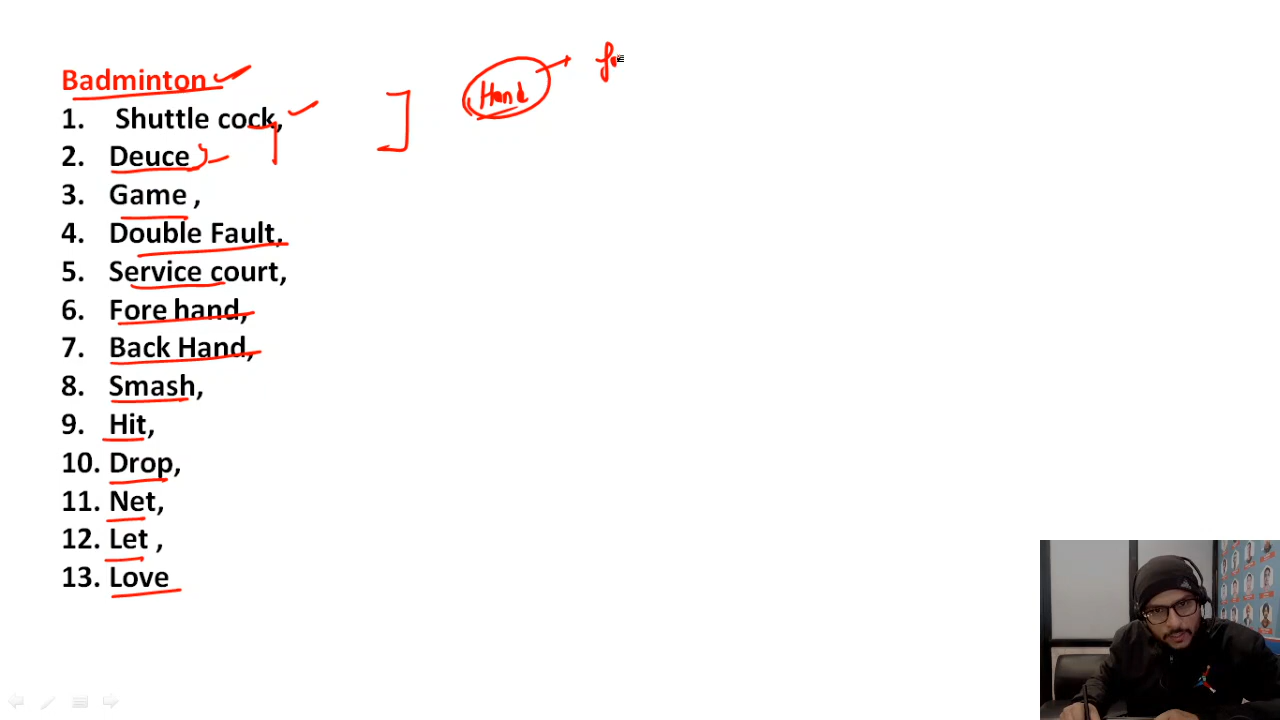 Badminton
1. Shuttle cock,
2. Deuce
3. Game ,
4. Double Fault,
5. Service court,
6. Fore hand,
7. Back Hand,
8. Smash,
9. Hit,
10. Drop,
11. Net,
12. Let ,
13. Love
Hand